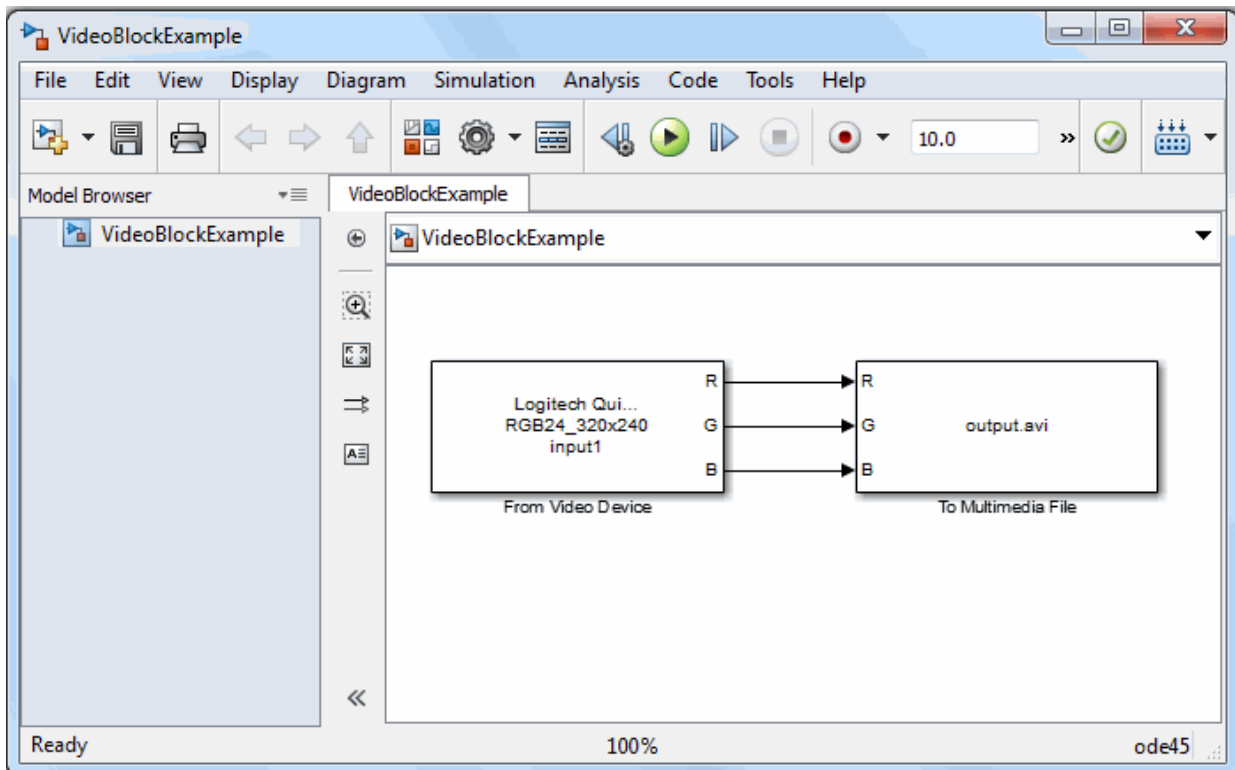 VideoBlockExample
File Edit View Display Diagram Simulation Analysis Code Tools Help
10.0 »
Model Browser
VideoBlockExample
VideoBlockExample
VideoBlockExample
R R
Logitech Qui...
RGB24_320x240 G G output.avi
input1
B B
From Video Device To Multimedia File
Ready 100% ode45